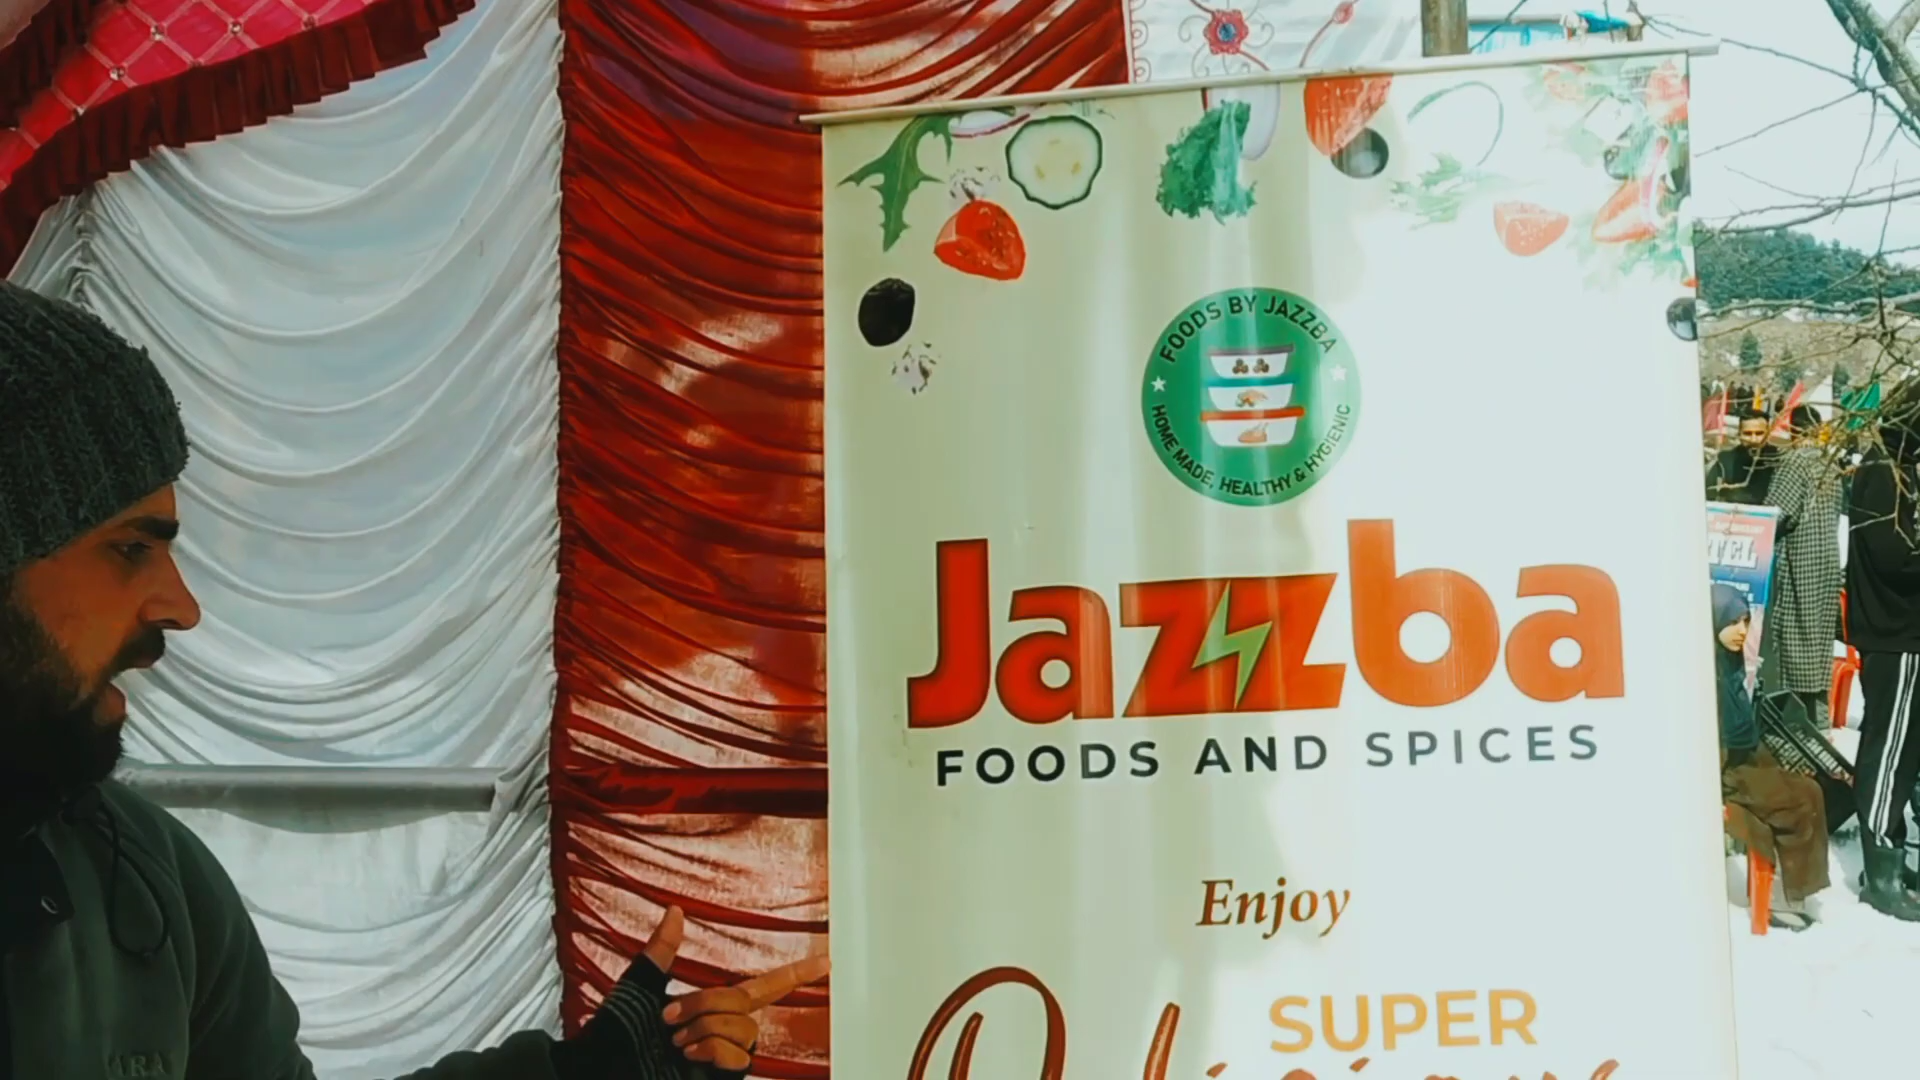 FOODS BY JAZZBA
HOME MADE, HEALTHY & HYGIENIC
Jazzba
FOODS AND SPICES
Enjoy
SUPER